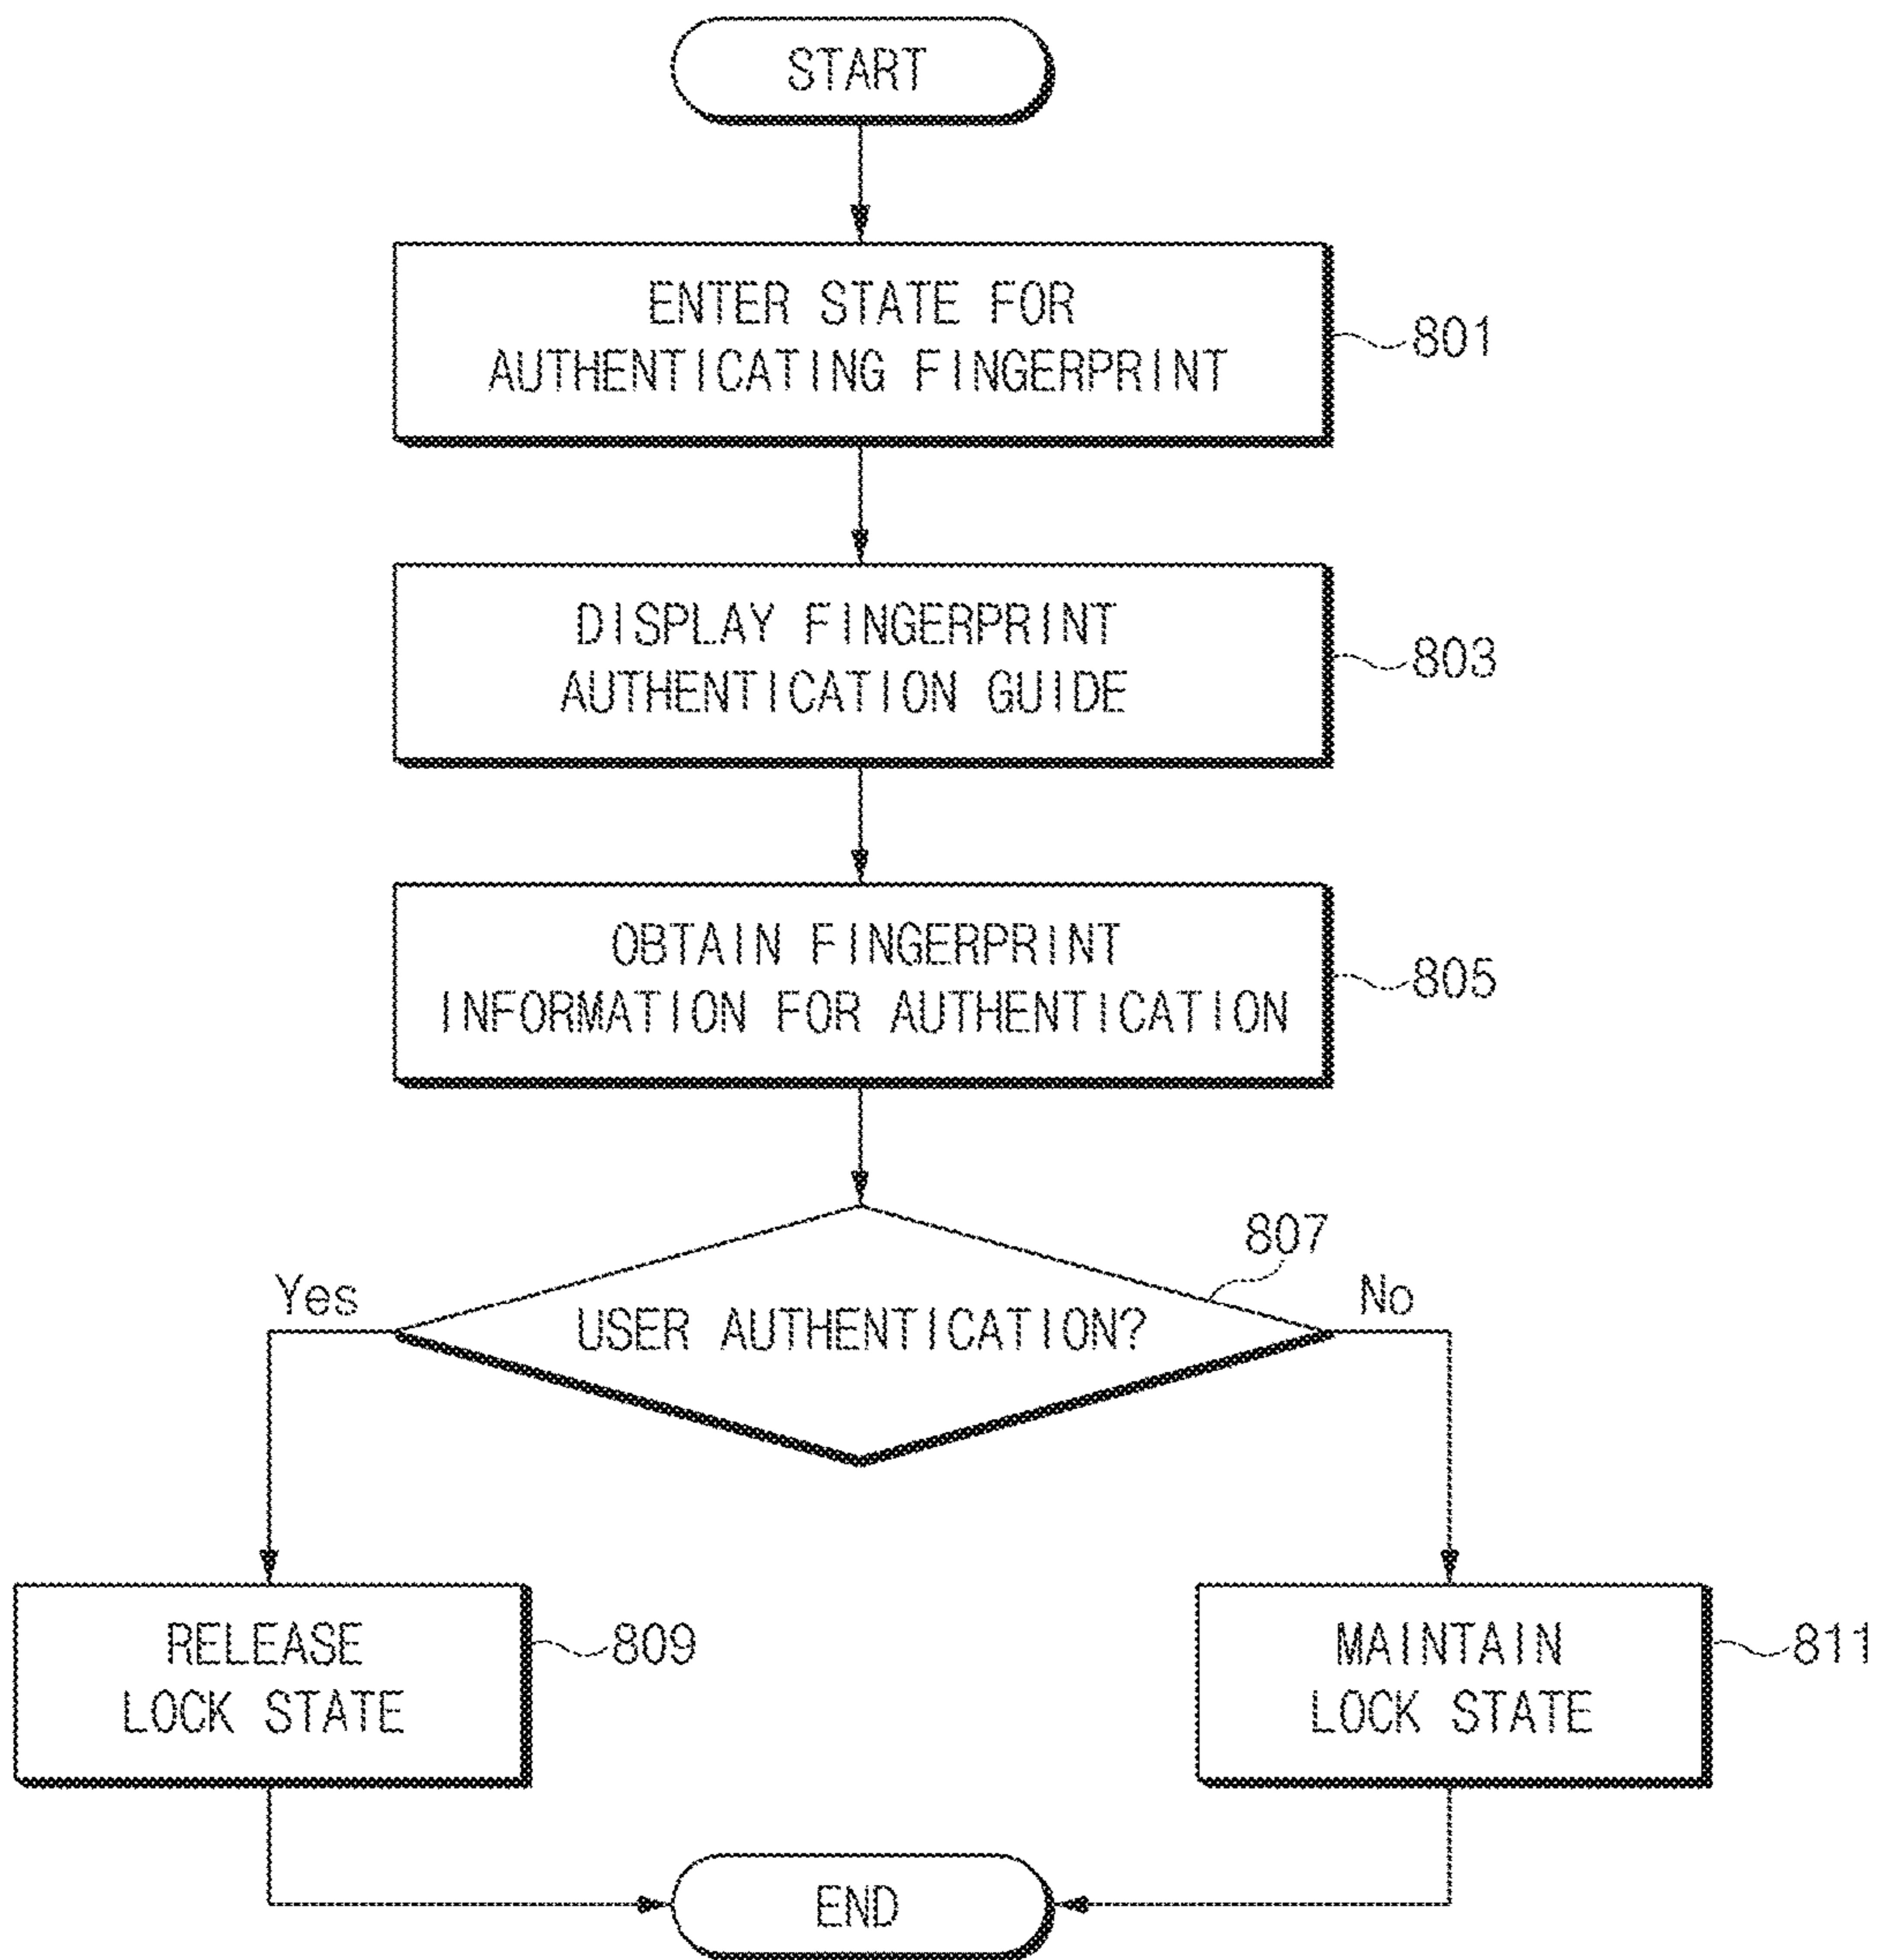 START
ENTER STATE FOR
AUTHENTICATING FINGERPRINT
801
DISPLAY FINGERPRINT
AUTHENTICATION GUIDE
803
OBTAIN FINGERPRINT
INFORMATION FOR AUTHENTICATION
805
807
Yes
No
USER AUTHENTICATION?
RELEASE
LOCK STATE
809
MAINTAIN
LOCK STATE
811
END